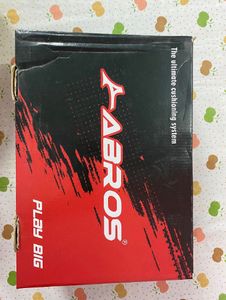 The ultimate cushioning system
ABROS®
PLAY BIG